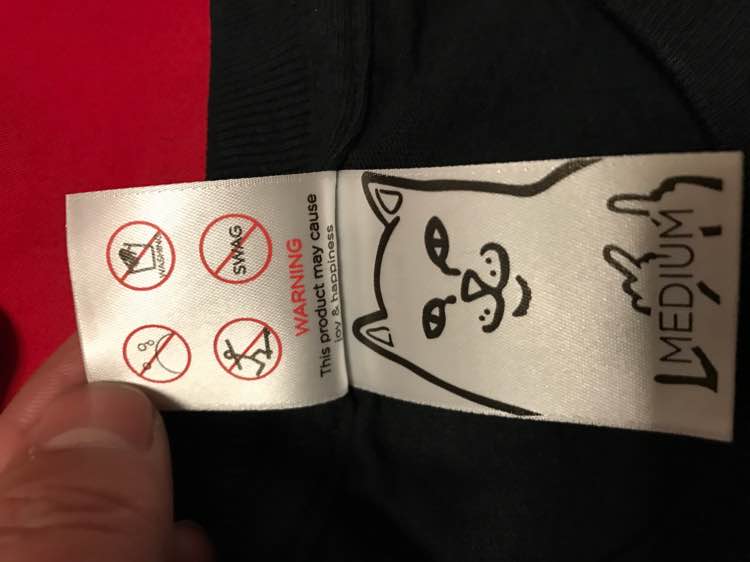 MEDIUM
WARNING
This product may cause
joy & happiness
SWAG
WASHING